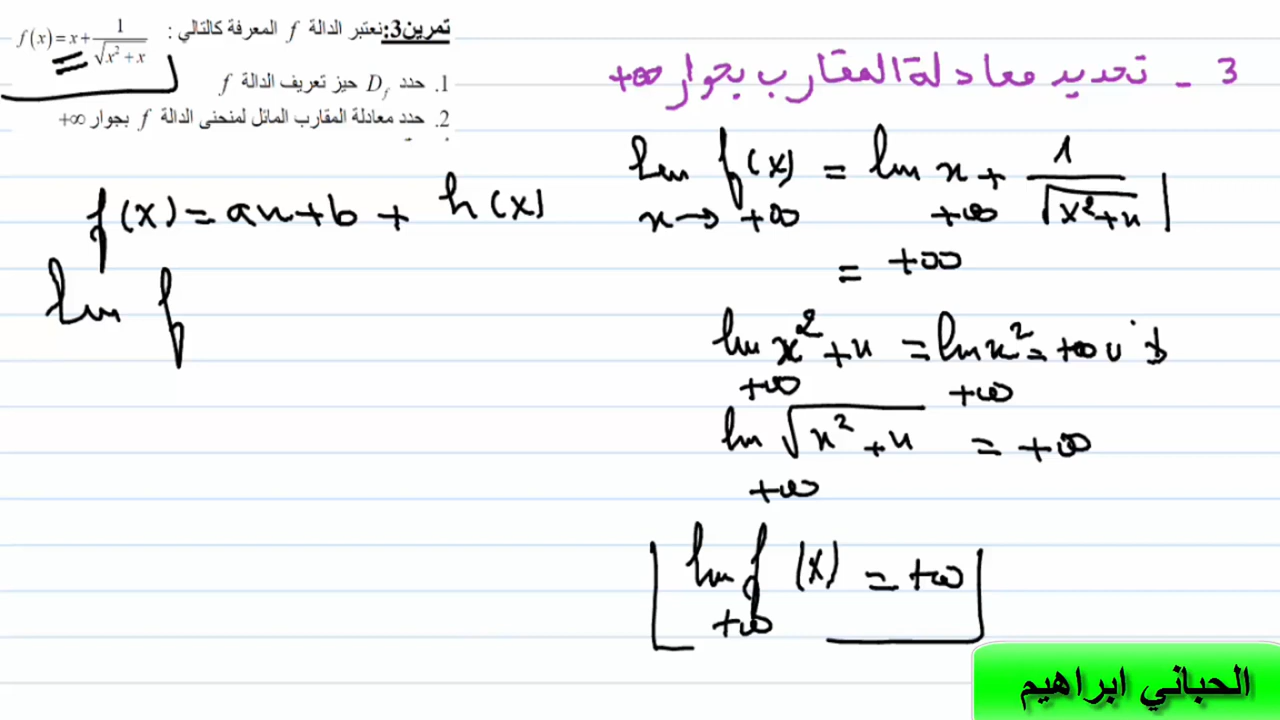 تمرين3: نعتبر الدالة f المعرفة كالتالي : f(x)=x+1/√(x²+x)
1. حدد D_f حيز تعريف الدالة f
2. حدد معادلة المقارب المائل لمنحنى الدالة f بجوار +∞
f(x)=ax+b+h(x)
lim f
3 - تحديد معادلة المقارب بجوار +∞
lim f(x) = lim x + 1/√(x²+x)
x→+∞ +∞
= +∞
lim x²+x = lim x² = +∞
+∞ +∞
lim √(x²+x) = +∞
+∞
lim f(x) = +∞
+∞
الحباني ابراهيم